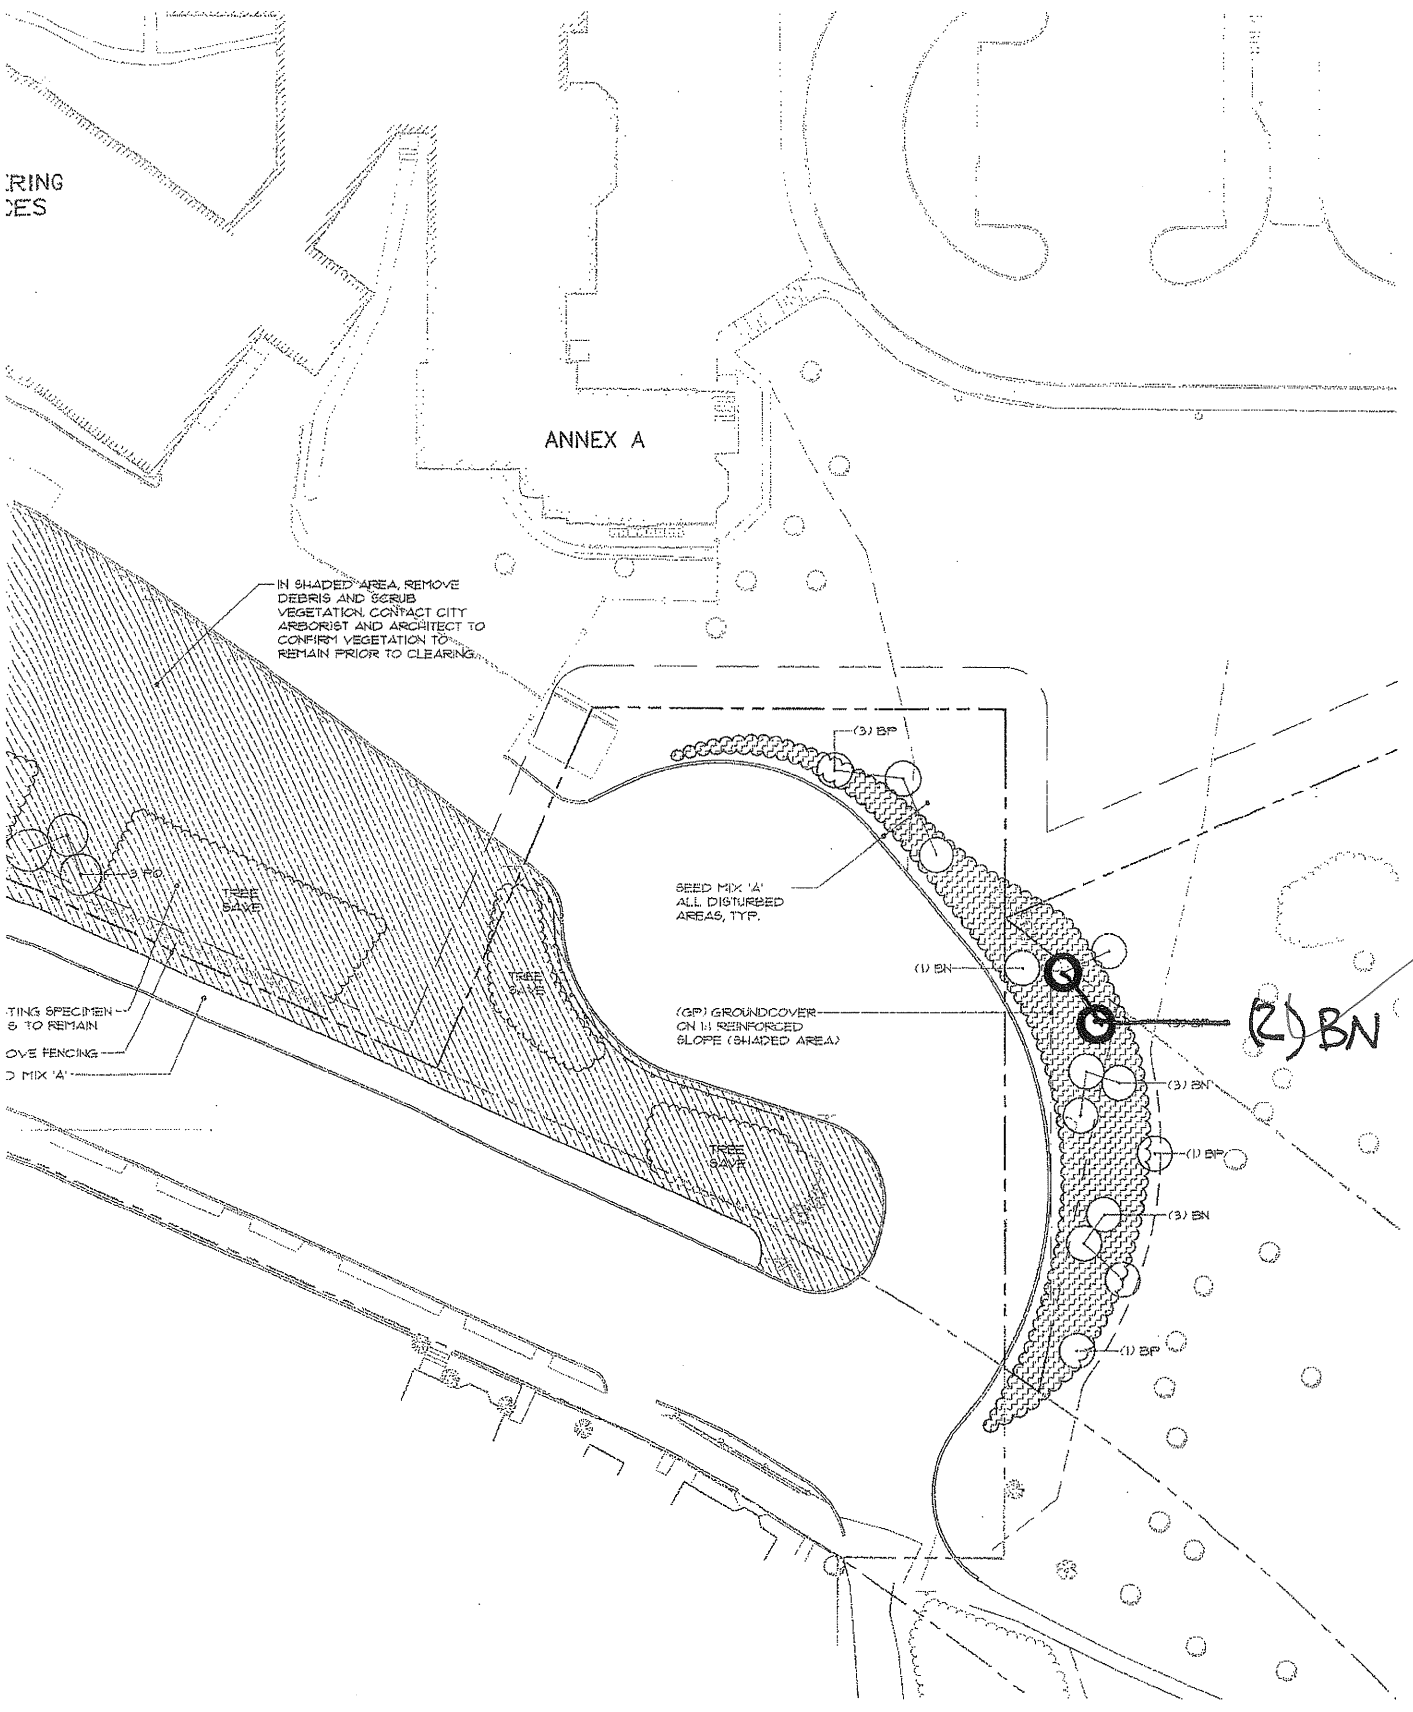 ERING
CES
ANNEX A
IN SHADED AREA, REMOVE
DEBRIS AND SCRUB
VEGETATION. CONTACT CITY
ARBORIST AND ARCHITECT TO
CONFIRM VEGETATION TO
REMAIN PRIOR TO CLEARING.
(3) BP
3 PO
TREE
SAVE
SEED MIX 'A'
ALL DISTURBED
AREAS, TYP.
TREE
SAVE
(1) BN
(GP) GROUNDCOVER
ON 1:1 REINFORCED
SLOPE (SHADED AREA)
(2) BN
TING SPECIMEN
S TO REMAIN
OVE FENCING
D MIX 'A'
(3) BN
TREE
SAVE
(1) BP
(3) BN
(1) BP